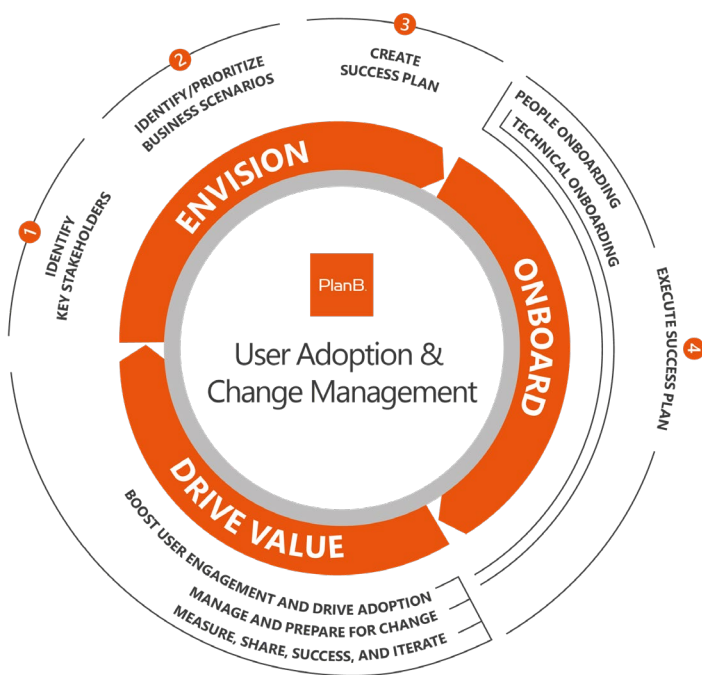 1
IDENTIFY
KEY STAKEHOLDERS
2
IDENTIFY/PRIORITIZE
BUSINESS SCENARIOS
3
CREATE
SUCCESS PLAN
PEOPLE ONBOARDING
TECHNICAL ONBOARDING
EXECUTE SUCCESS PLAN
4
ENVISION
ONBOARD
DRIVE VALUE
PlanB.
User Adoption &
Change Management
BOOST USER ENGAGEMENT AND DRIVE ADOPTION
MANAGE AND PREPARE FOR CHANGE
MEASURE, SHARE, SUCCESS, AND ITERATE